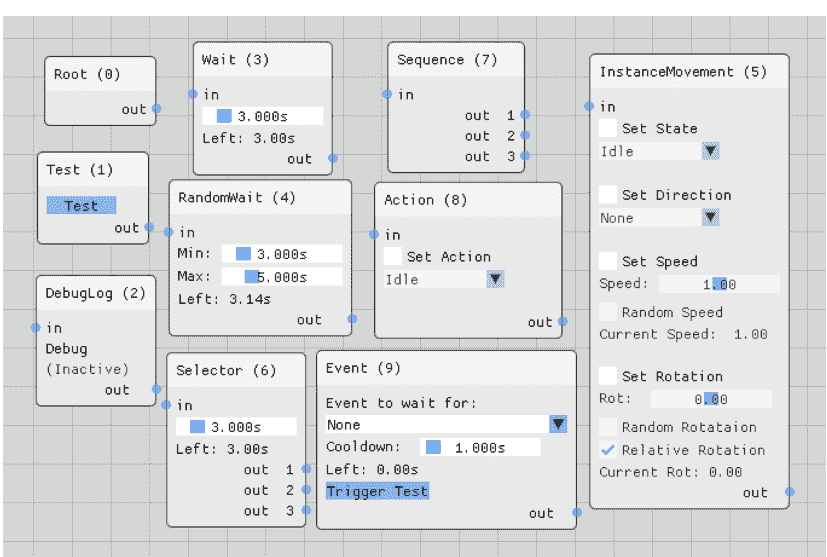 Root (0)
out
Test (1)
Test
out
DebugLog (2)
in
Debug
(Inactive)
out
Wait (3)
in
3.000s
Left: 3.00s
out
RandomWait (4)
in
Min: 3.000s
Max: 5.000s
Left: 3.14s
out
Selector (6)
in
3.000s
Left: 3.00s
out 1
out 2
out 3
Sequence (7)
in
out 1
out 2
out 3
Action (8)
in
Set Action
Idle
out
Event (9)
Event to wait for:
None
Cooldown: 1.000s
Left: 0.00s
Trigger Test
out
InstanceMovement (5)
in
Set State
Idle
Set Direction
None
Set Speed
Speed: 1.00
Random Speed
Current Speed: 1.00
Set Rotation
Rot: 0.00
Random Rotataion
Relative Rotation
Current Rot: 0.00
out